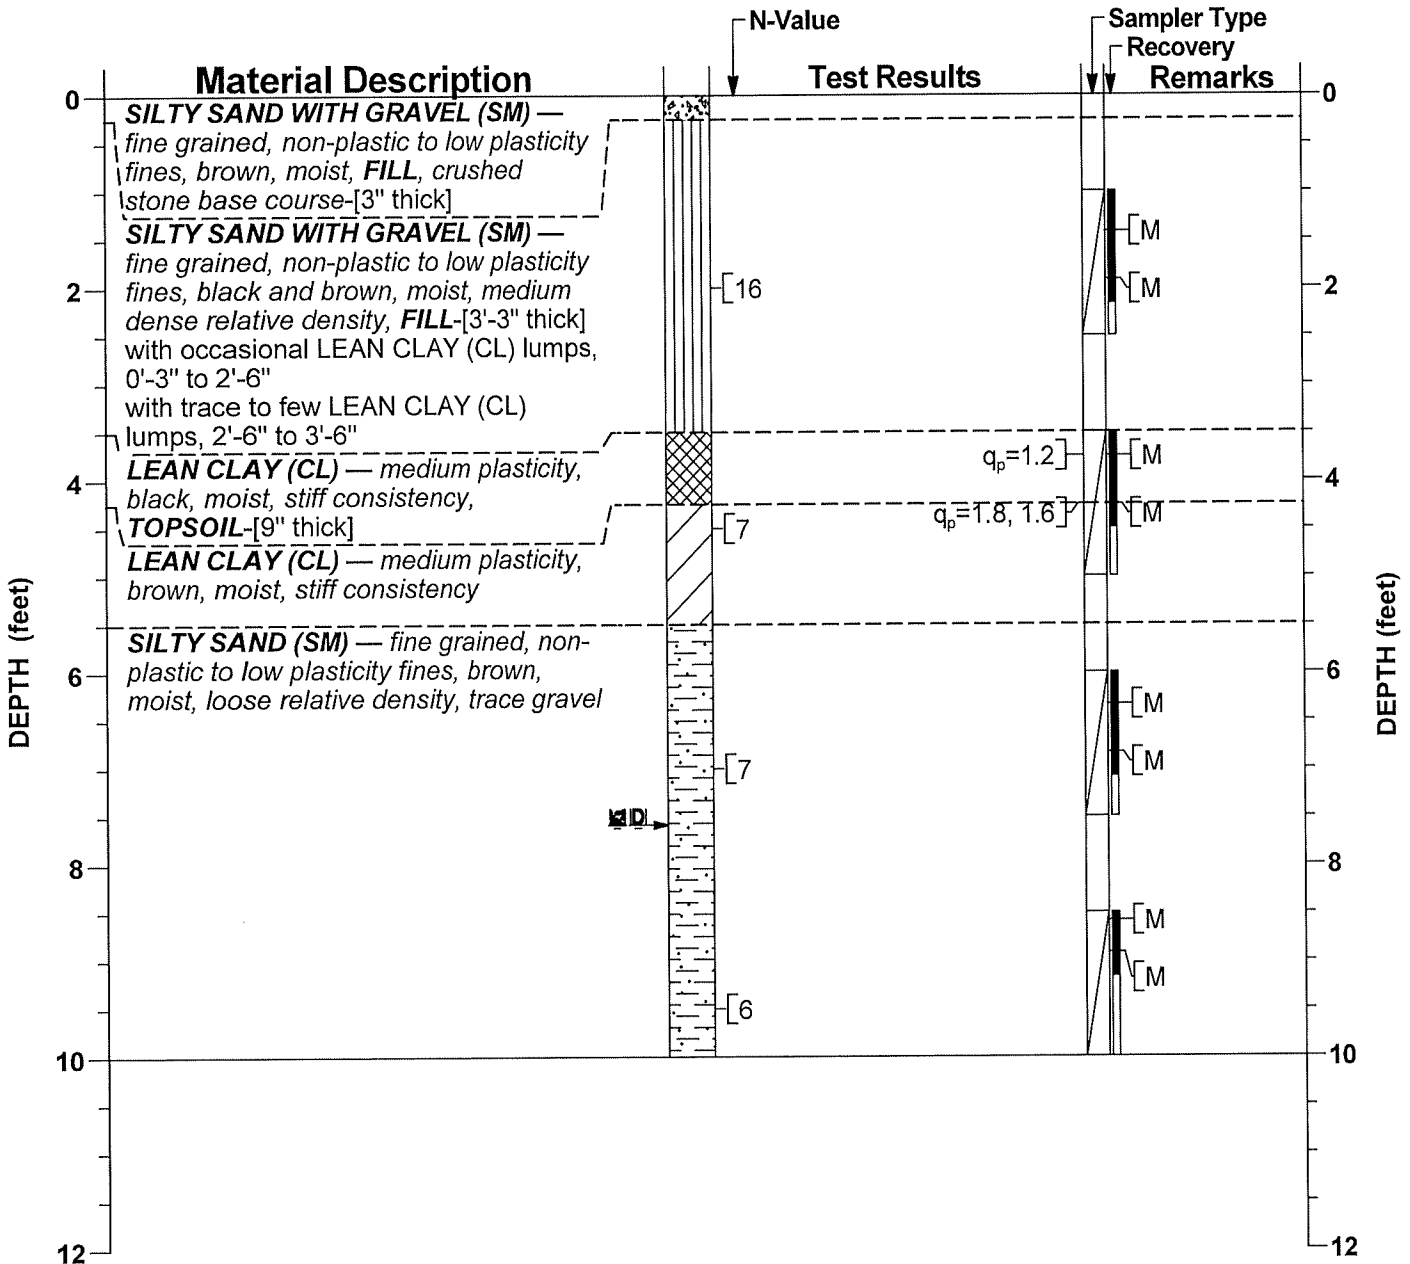 N-Value
Sampler Type
Recovery
Material Description
Test Results
Remarks
0
0
SILTY SAND WITH GRAVEL (SM) —
fine grained, non-plastic to low plasticity
fines, brown, moist, FILL, crushed
stone base course-[3" thick]
SILTY SAND WITH GRAVEL (SM) —
fine grained, non-plastic to low plasticity
fines, black and brown, moist, medium
dense relative density, FILL-[3'-3" thick]
with occasional LEAN CLAY (CL) lumps,
0'-3" to 2'-6"
with trace to few LEAN CLAY (CL)
lumps, 2'-6" to 3'-6"
[M
[M
2
[16
2
LEAN CLAY (CL) — medium plasticity,
black, moist, stiff consistency,
TOPSOIL-[9" thick]
qp=1.2]
[M
4
4
qp=1.8, 1.6]
[M
[7
LEAN CLAY (CL) — medium plasticity,
brown, moist, stiff consistency
DEPTH (feet)
DEPTH (feet)
SILTY SAND (SM) — fine grained, non-
plastic to low plasticity fines, brown,
moist, loose relative density, trace gravel
6
6
[M
[7
[M
8
8
[M
[M
[6
10
10
12
12